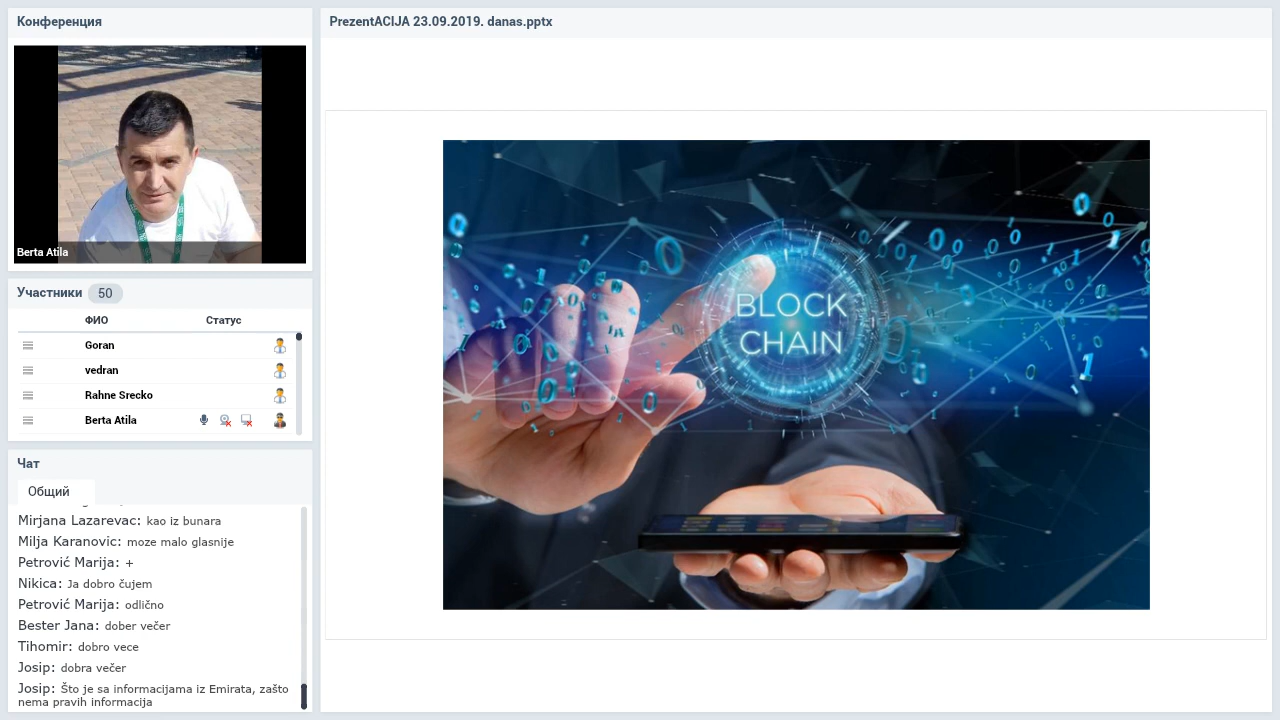 Конференция
Berta Atila
Участники 50
ФИО Статус
Goran
vedran
Rahne Srecko
Berta Atila
Чат
Общий
Mirjana Lazarevac: kao iz bunara
Milja Karanovic: moze malo glasnije
Petrović Marija: +
Nikica: Ja dobro čujem
Petrović Marija: odlično
Bester Jana: dober večer
Tihomir: dobro vece
Josip: dobra večer
Josip: Što je sa informacijama iz Emirata, zašto
nema pravih informacija
PrezentACIJA 23.09.2019. danas.pptx
BLOCK
CHAIN